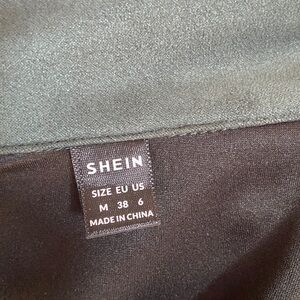 SHEIN
SIZE EU US
M 38 6
MADE IN CHINA